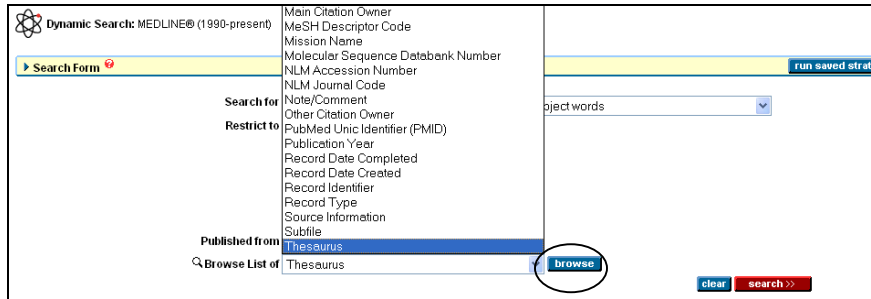 Main Citation Owner
Dynamic Search: MEDLINE® (1990-present)
MeSH Descriptor Code
Mission Name
Molecular Sequence Databank Number
NLM Accession Number
Search Form ?
run saved strat
NLM Journal Code
Search for Note/Comment
bject words
Other Citation Owner
Restrict to PubMed Unic Identifier (PMID)
Publication Year
Record Date Completed
Record Date Created
Record Identifier
Record Type
Source Information
Subfile
Published from Thesaurus
Browse List of Thesaurus browse
clear search >>